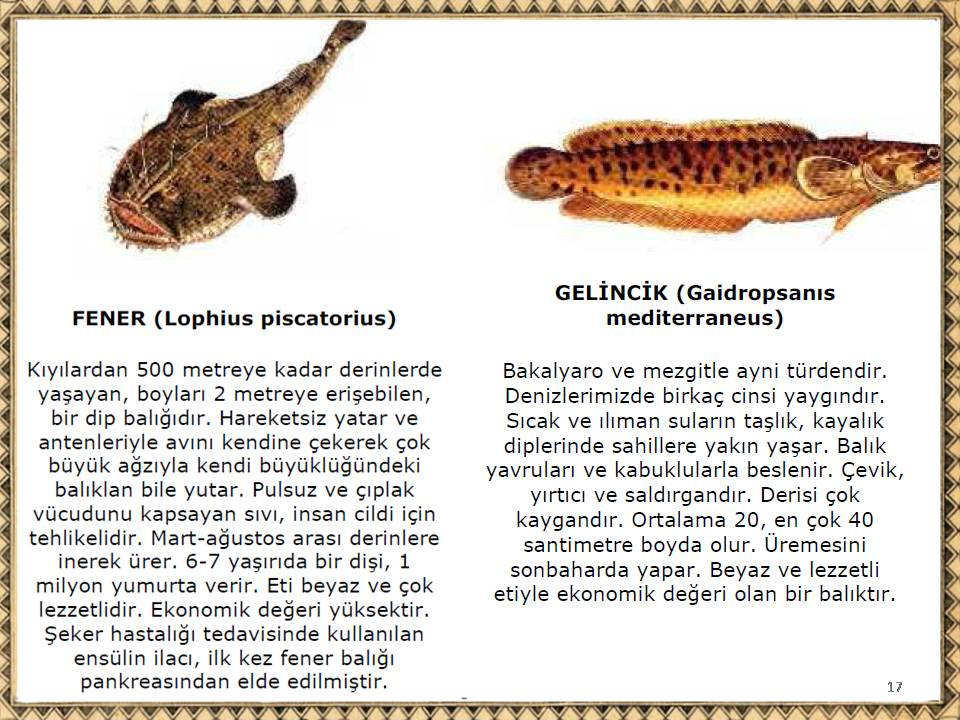 FENER (Lophius piscatorius)
Kıyılardan 500 metreye kadar derinlerde
yaşayan, boyları 2 metreye erişebilen,
bir dip balığıdır. Hareketsiz yatar ve
antenleriyle avını kendine çekerek çok
büyük ağzıyla kendi büyüklüğündeki
balıklan bile yutar. Pulsuz ve çıplak
vücudunu kapsayan sıvı, insan cildi için
tehlikelidir. Mart-ağustos arası derinlere
inerek ürer. 6-7 yaşırıda bir dişi, 1
milyon yumurta verir. Eti beyaz ve çok
lezzetlidir. Ekonomik değeri yüksektir.
Şeker hastalığı tedavisinde kullanılan
ensülin ilacı, ilk kez fener balığı
pankreasından elde edilmiştir.
GELİNCİK (Gaidropsanıs
mediterraneus)
Bakalyaro ve mezgitle ayni türdendir.
Denizlerimizde birkaç cinsi yaygındır.
Sıcak ve ılıman suların taşlık, kayalık
diplerinde sahillere yakın yaşar. Balık
yavruları ve kabuklularla beslenir. Çevik,
yırtıcı ve saldırgandır. Derisi çok
kaygandır. Ortalama 20, en çok 40
santimetre boyda olur. Üremesini
sonbaharda yapar. Beyaz ve lezzetli
etiyle ekonomik değeri olan bir balıktır.
17